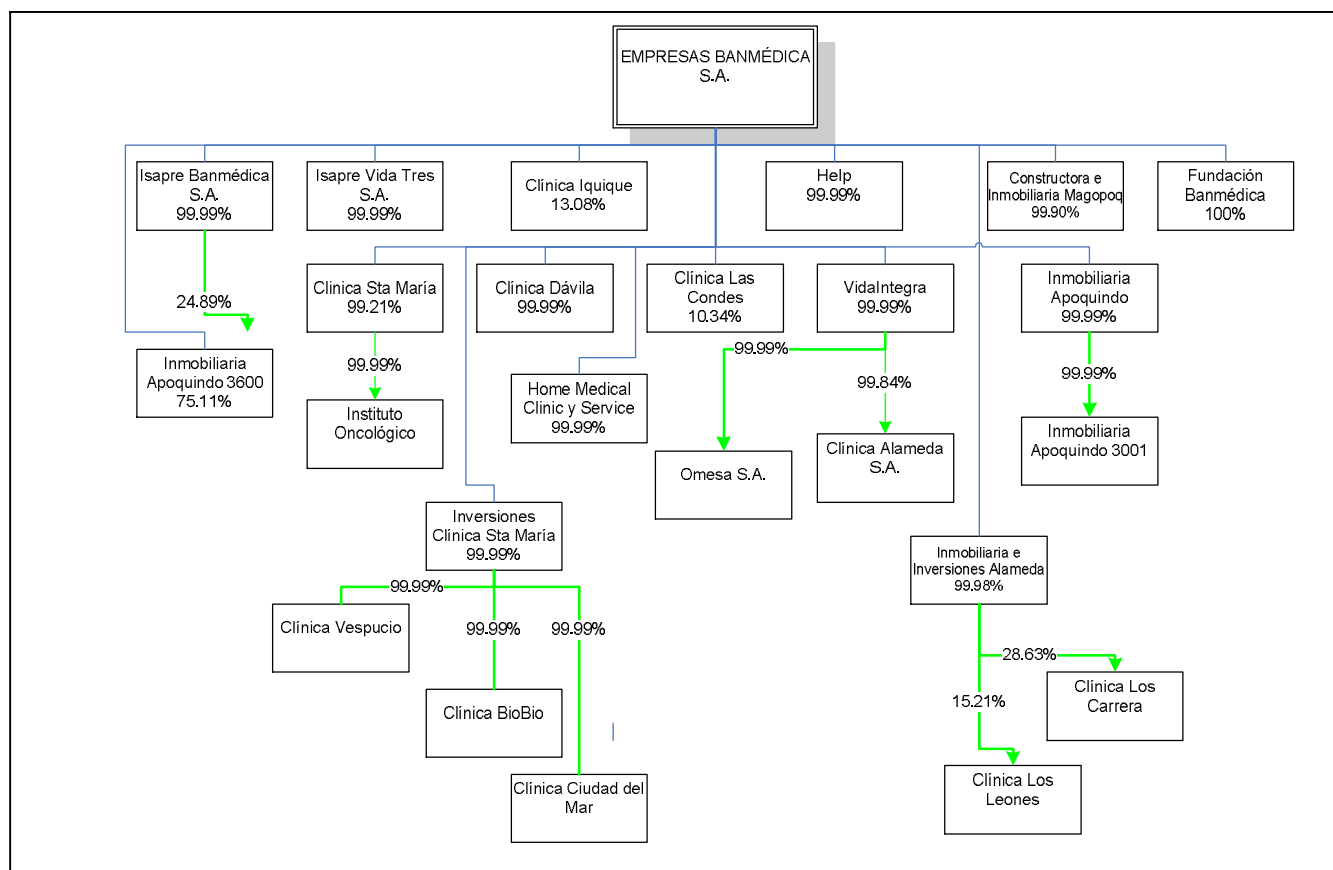 EMPRESAS BANMÉDICA
S.A.
Isapre Banmédica
S.A.
99.99%
Isapre Vida Tres
S.A.
99.99%
Clínica Iquique
13.08%
Help
99.99%
Constructora e
Inmobiliaria Magopoq
99.90%
Fundación
Banmédica
100%
24.89%
Clinica Sta María
99.21%
Clínica Dávila
99.99%
Clínica Las
Condes
10.34%
VidaIntegra
99.99%
Inmobiliaria
Apoquindo
99.99%
Inmobiliaria
Apoquindo 3600
75.11%
99.99%
Instituto
Oncológico
Home Medical
Clinic y Service
99.99%
99.99%
99.84%
99.99%
Omesa S.A.
Clínica Alameda
S.A.
Inmobiliaria
Apoquindo 3001
Inversiones
Clínica Sta María
99.99%
Inmobiliaria e
Inversiones Alameda
99.98%
99.99%
99.99%
99.99%
Clínica Vespucio
Clínica BioBio
Clínica Ciudad del
Mar
28.63%
15.21%
Clínica Los
Carrera
Clínica Los
Leones